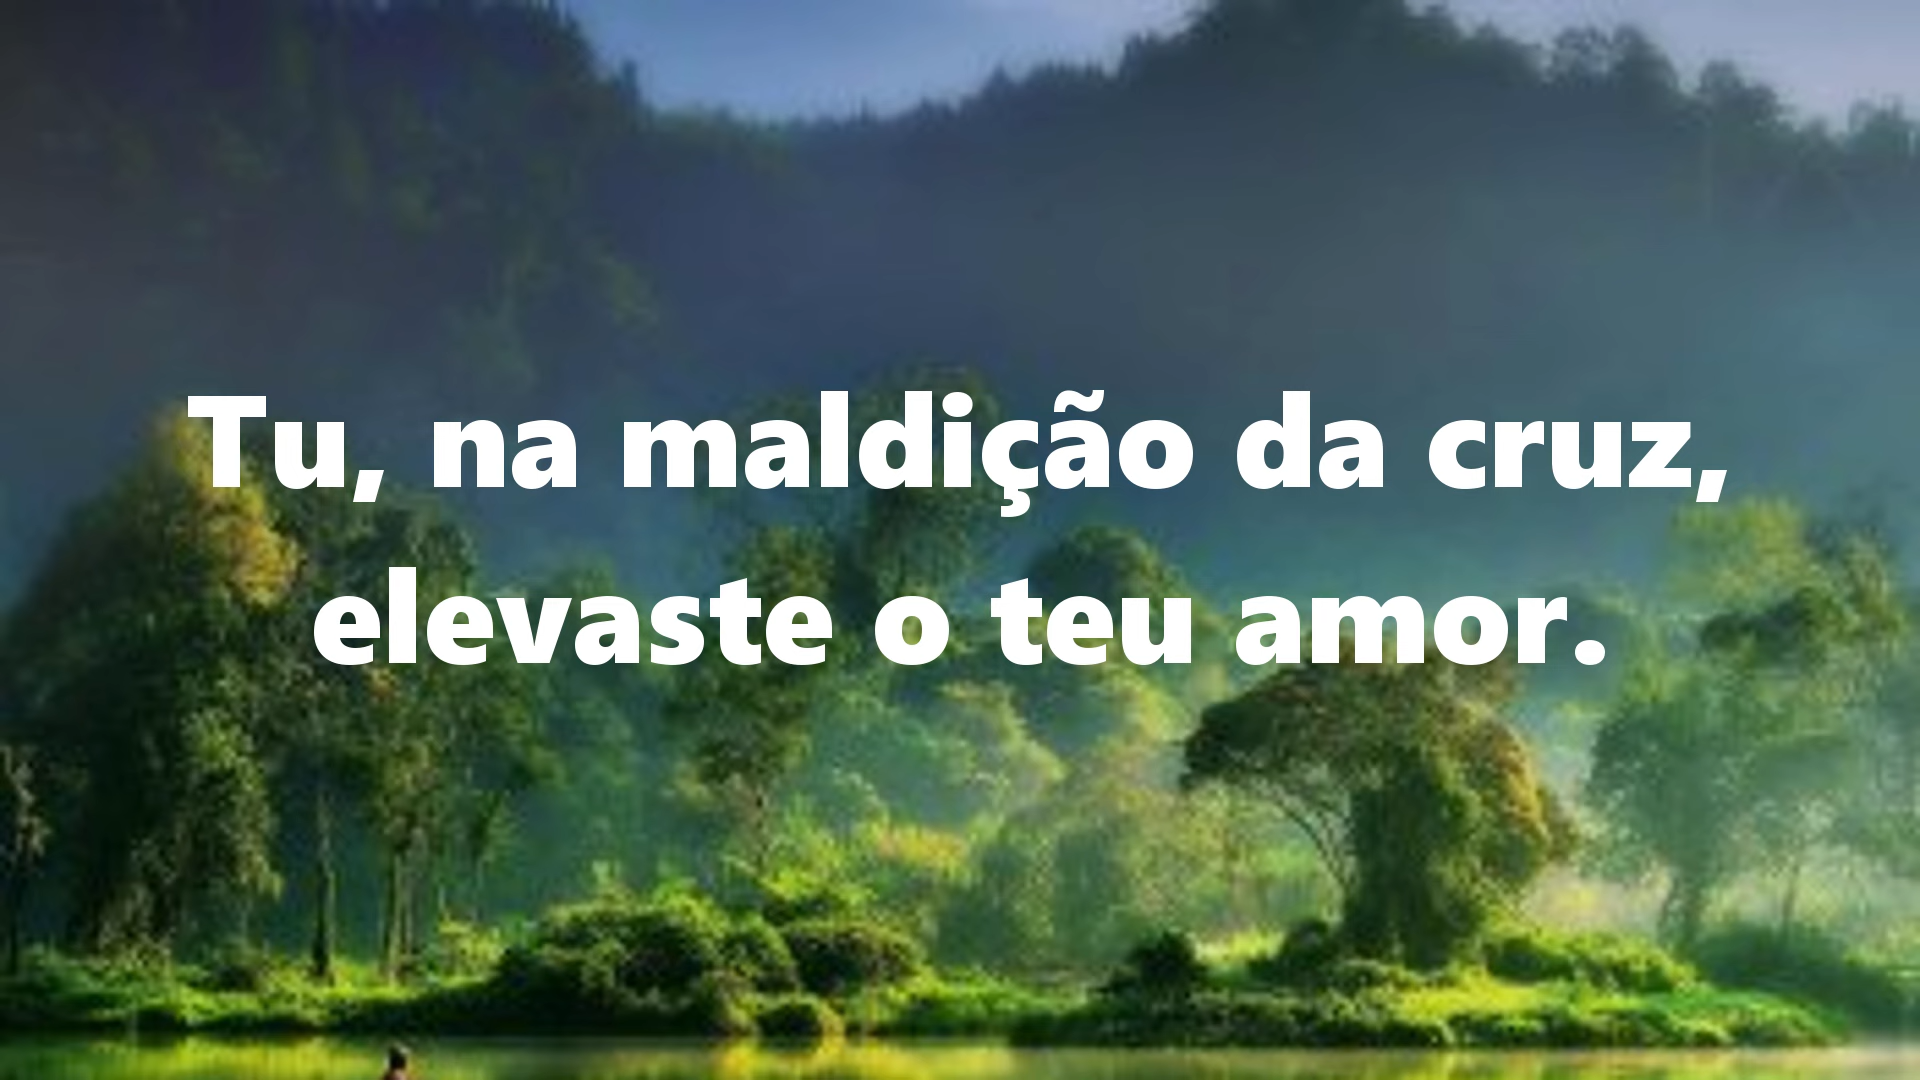 Tu, na maldição da cruz,
elevaste o teu amor.